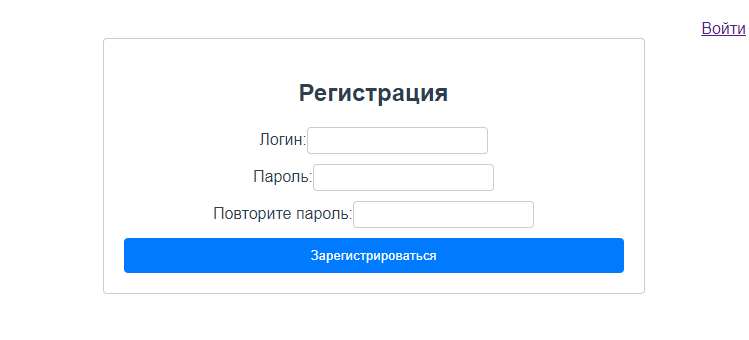 Войти
Регистрация
Логин:
Пароль:
Повторите пароль:
Зарегистрироваться